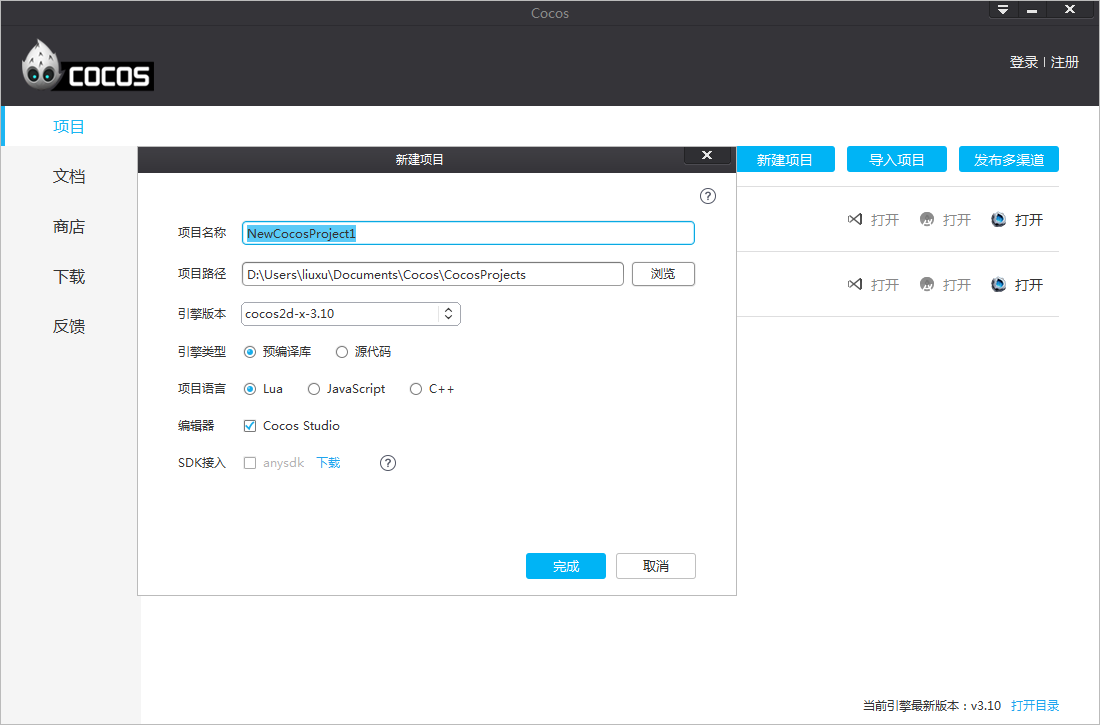 Cocos
COCOS
登录 | 注册
项目
文档
商店
下载
反馈
新建项目 导入项目 发布多渠道
打开 打开 打开
打开 打开 打开
新建项目
项目名称 NewCocosProject1
项目路径 D:\Users\liuxu\Documents\Cocos\CocosProjects 浏览
引擎版本 cocos2d-x-3.10
引擎类型 预编译库 源代码
项目语言 Lua JavaScript C++
编辑器 Cocos Studio
SDK接入 anysdk 下载
完成 取消
当前引擎最新版本：v3.10 打开目录